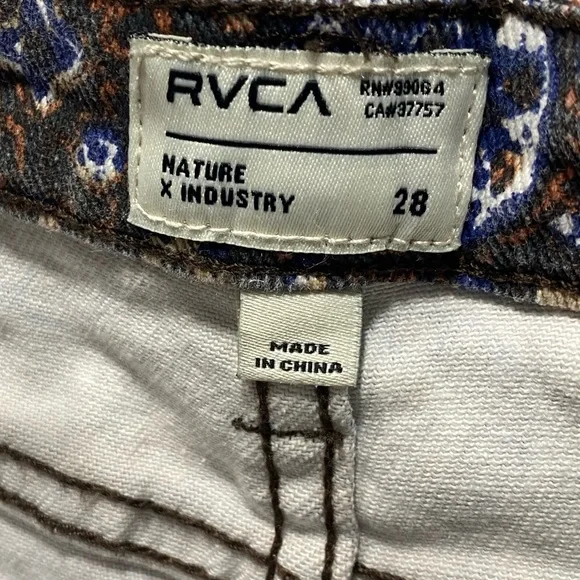 RVCA
RN#99064
CA#37757
NATURE
X INDUSTRY
28
MADE
IN CHINA